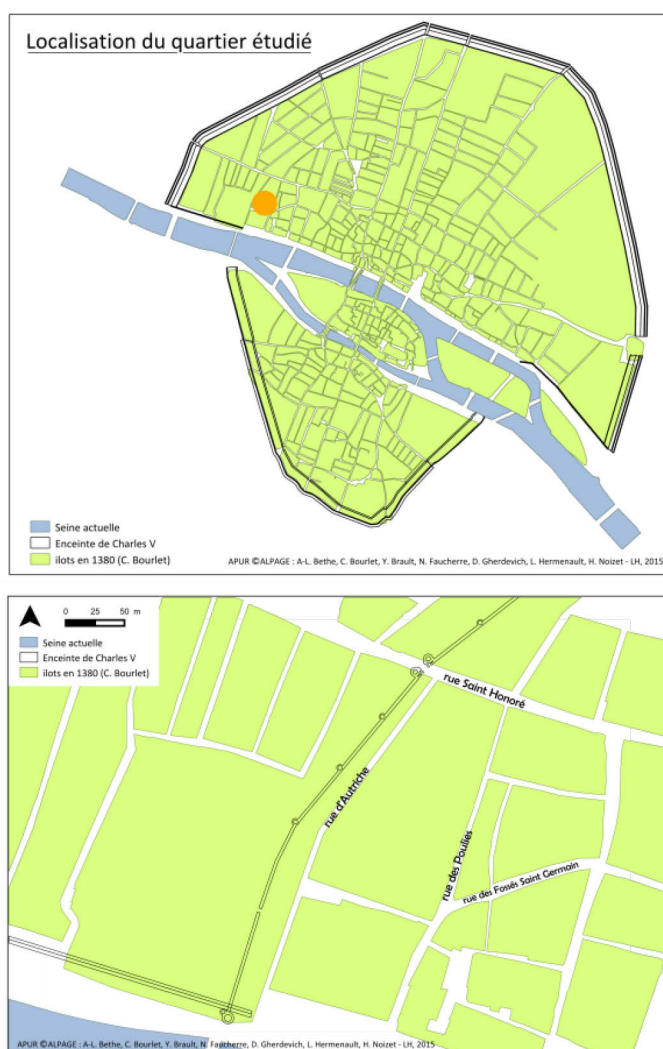 Localisation du quartier étudié
Seine actuelle
Enceinte de Charles V
ilots en 1380 (C. Bourlet)
APUR ©ALPAGE : A-L. Bethe, C. Bourlet, Y. Brault, N. Faucherre, D. Gherdevich, L. Hermenault, H. Noizet - LH, 2015
0 25 50 m
Seine actuelle
Enceinte de Charles V
ilots en 1380 (C. Bourlet)
rue Saint Honoré
rue d'Autriche
rue des Poulies
rue des Fossés Saint Germain
APUR ©ALPAGE : A-L. Bethe, C. Bourlet, Y. Brault, N. Faucherre, D. Gherdevich, L. Hermenault, H. Noizet - LH, 2015